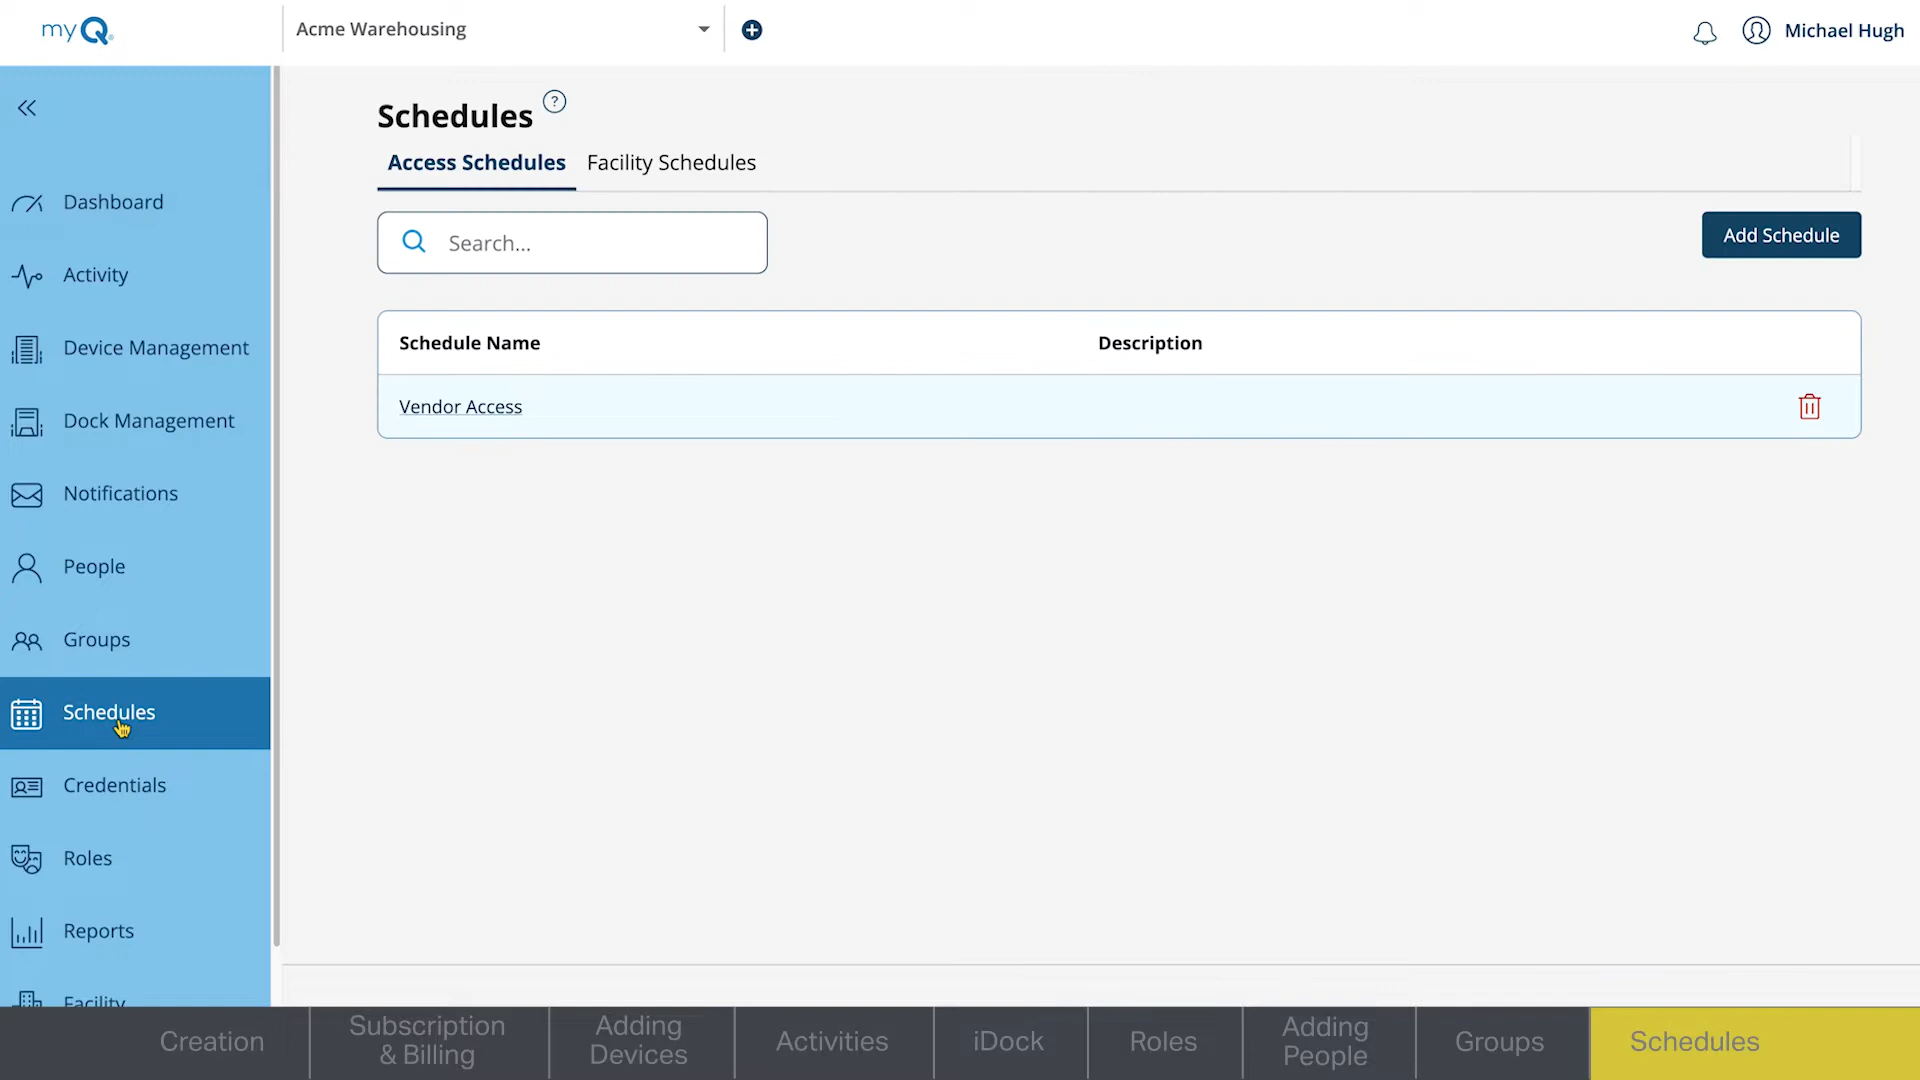 myQ
Acme Warehousing
Michael Hugh
Dashboard
Activity
Device Management
Dock Management
Notifications
People
Groups
Schedules
Credentials
Roles
Reports
Facility
Schedules ?
Access Schedules Facility Schedules
Search...
Add Schedule
Schedule Name Description
Vendor Access
Creation
Subscription
& Billing
Adding
Devices
Activities
iDock
Roles
Adding
People
Groups
Schedules